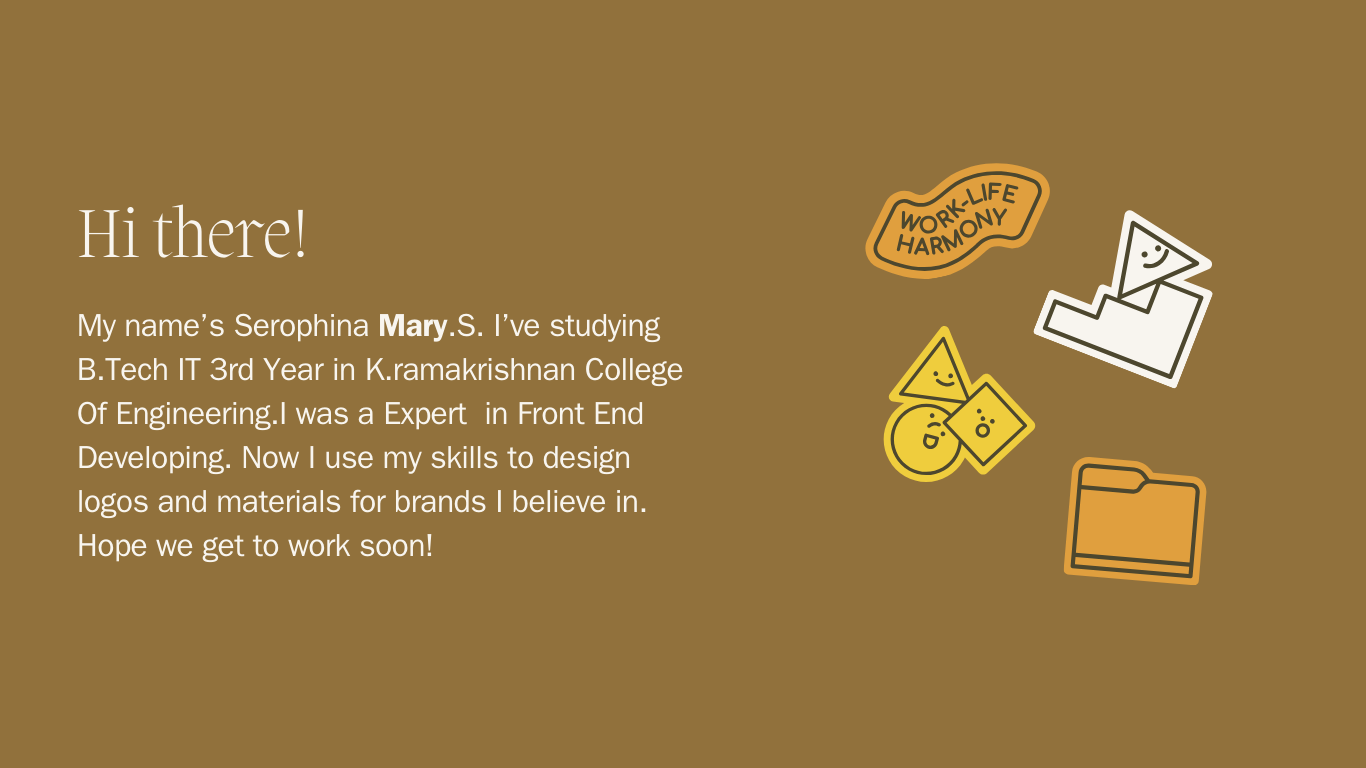 Hi there!
My name’s Serophina Mary.S. I’ve studying
B.Tech IT 3rd Year in K.ramakrishnan College
Of Engineering.I was a Expert  in Front End
Developing. Now I use my skills to design
logos and materials for brands I believe in.
Hope we get to work soon!
WORK-LIFE
HARMONY